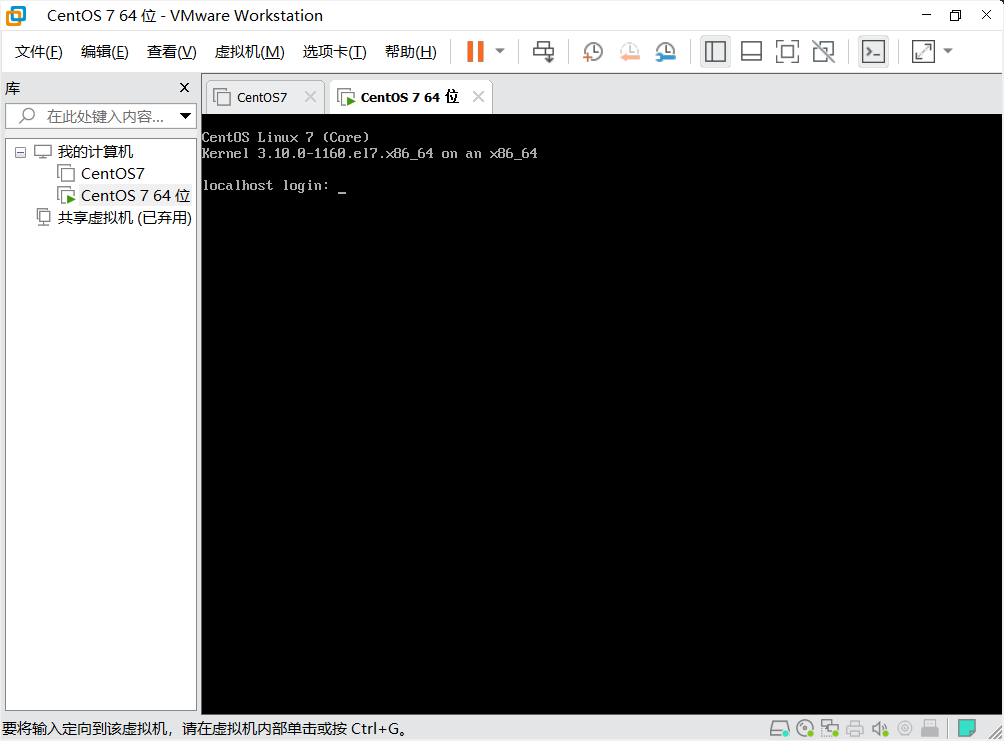 CentOS 7 64 位 - VMware Workstation
文件(F) 编辑(E) 查看(V) 虚拟机(M) 选项卡(T) 帮助(H)
库
在此处键入内容...
我的计算机
CentOS7
CentOS 7 64 位
共享虚拟机 (已弃用)
CentOS7
CentOS 7 64 位
CentOS Linux 7 (Core)
Kernel 3.10.0-1160.el7.x86_64 on an x86_64
localhost login: _
要将输入定向到该虚拟机，请在虚拟机内部单击或按 Ctrl+G。